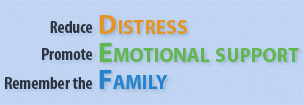 Reduce DISTRESS
Promote EMOTIONAL SUPPORT
Remember the FAMILY